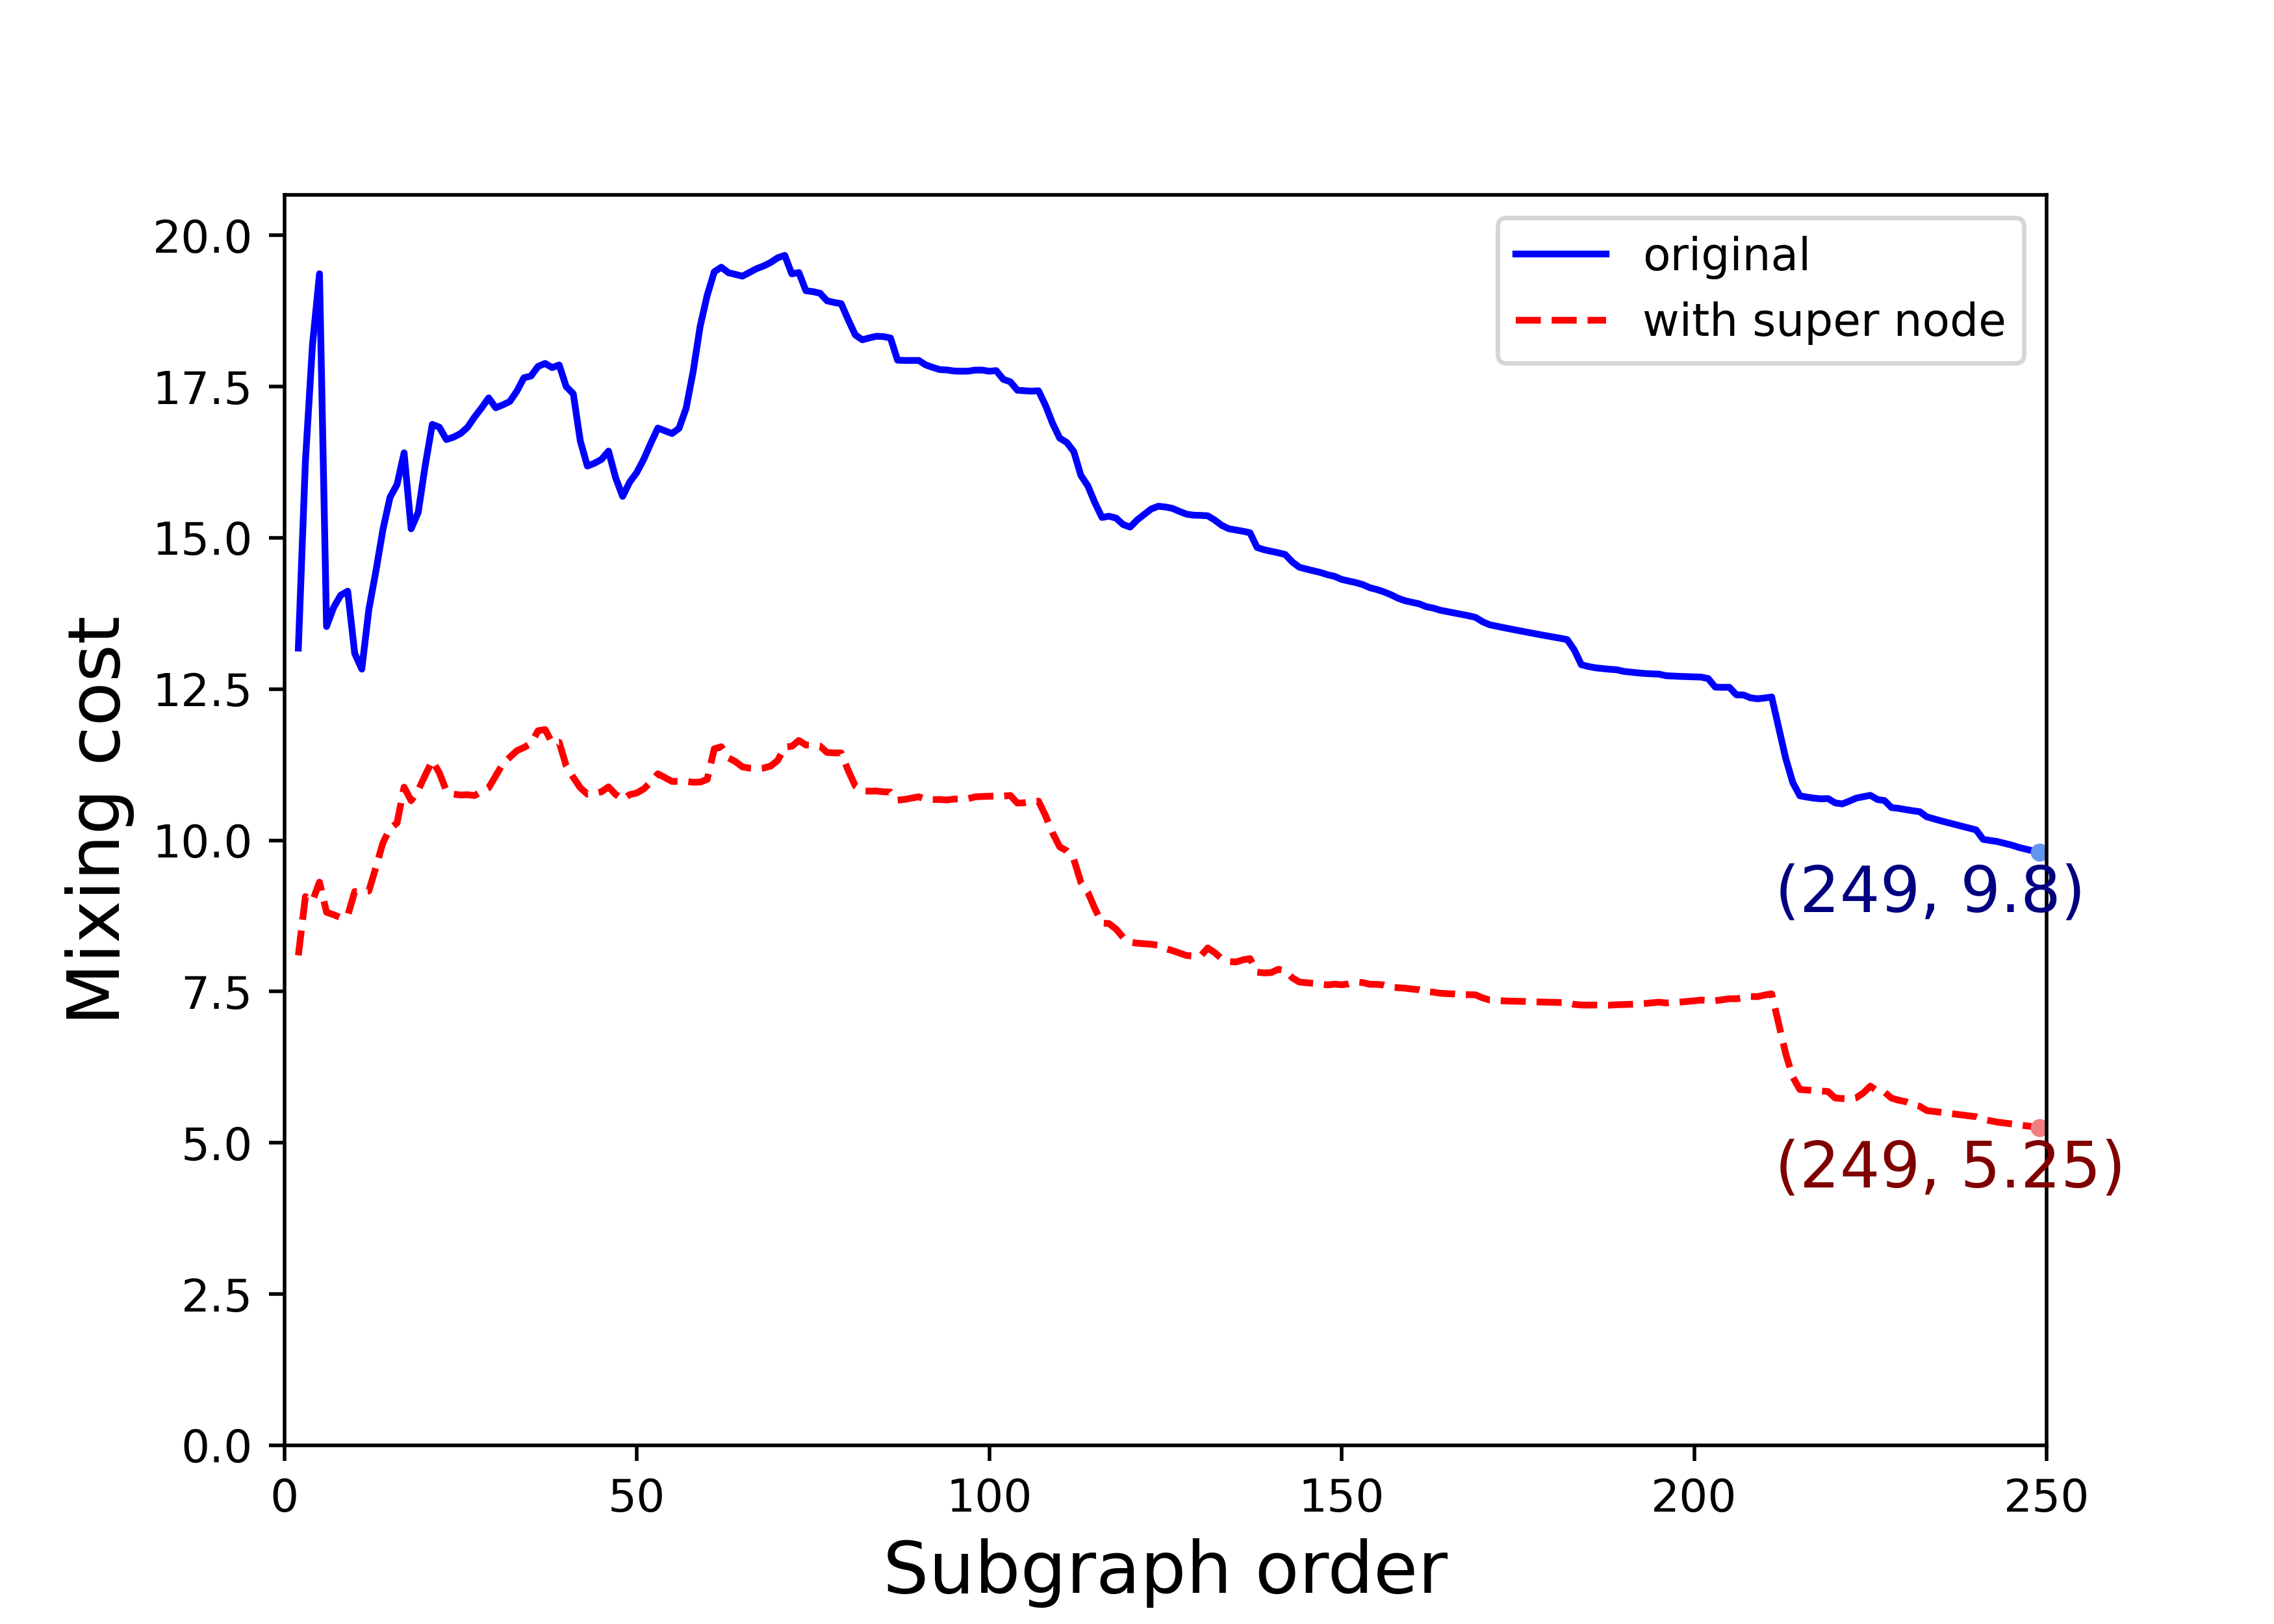 original
with super node
20.0
17.5
15.0
12.5
10.0
7.5
5.0
2.5
0.0
Mixing cost
(249, 9.8)
(249, 5.25)
0 50 100 150 200 250
Subgraph order